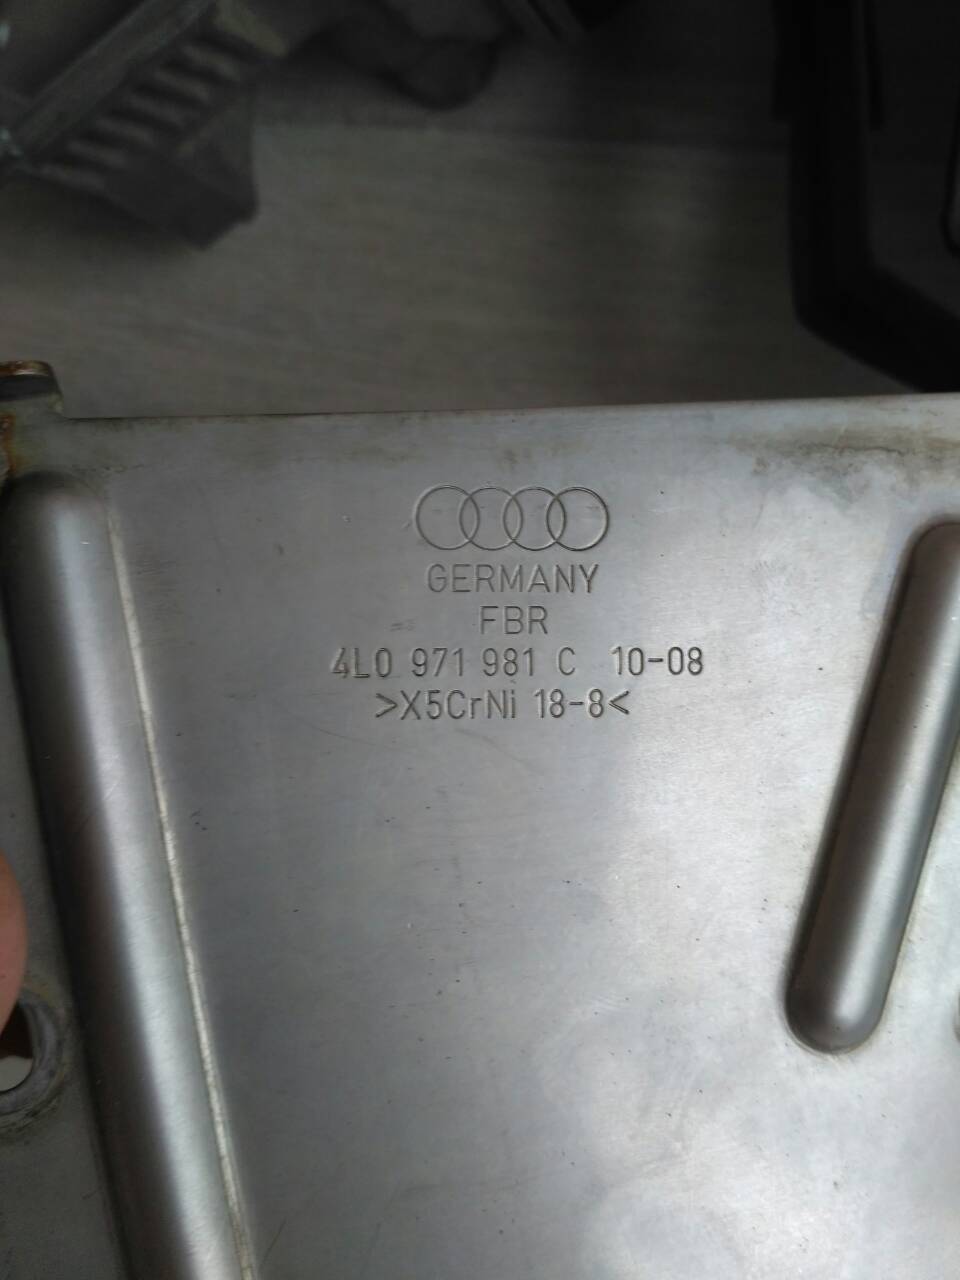 GERMANY
FBR
4L0 971 981 C 10-08
>X5CrNi 18-8<